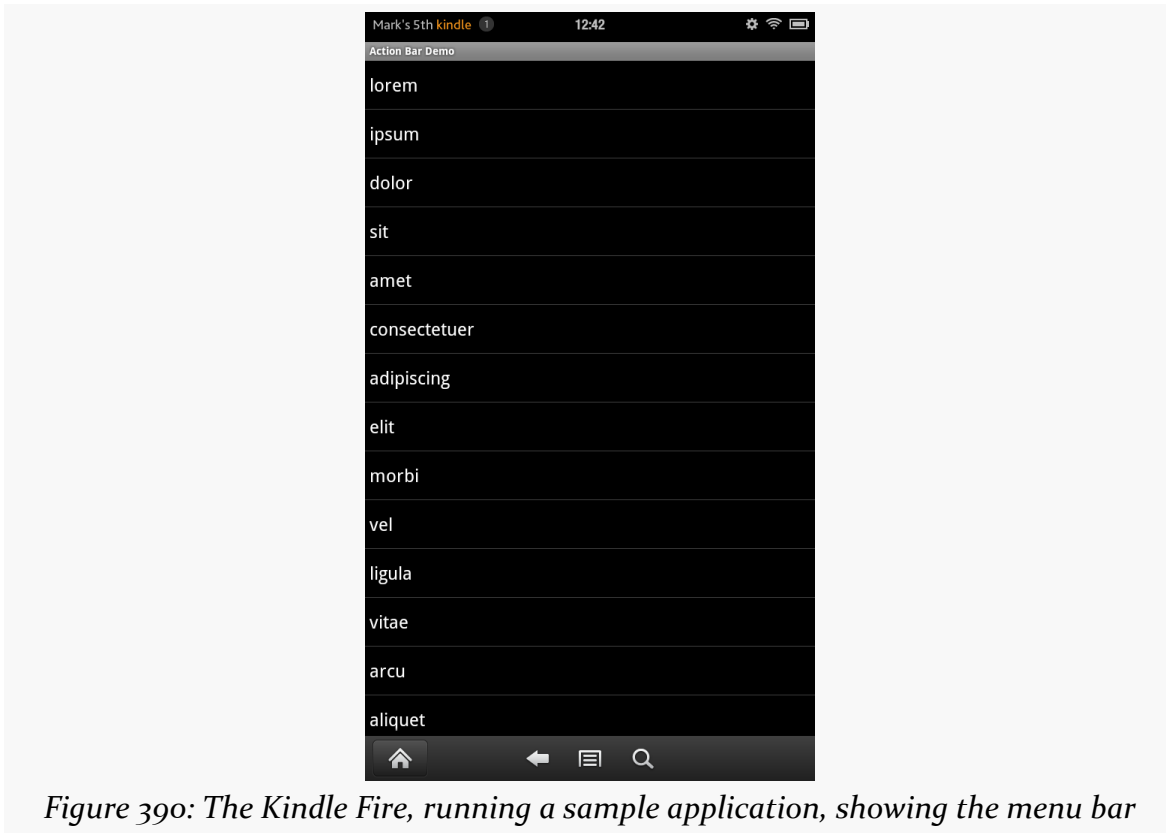 Mark's 5th kindle 1 12:42
Action Bar Demo
lorem
ipsum
dolor
sit
amet
consectetuer
adipiscing
elit
morbi
vel
ligula
vitae
arcu
aliquet
Figure 390: The Kindle Fire, running a sample application, showing the menu bar